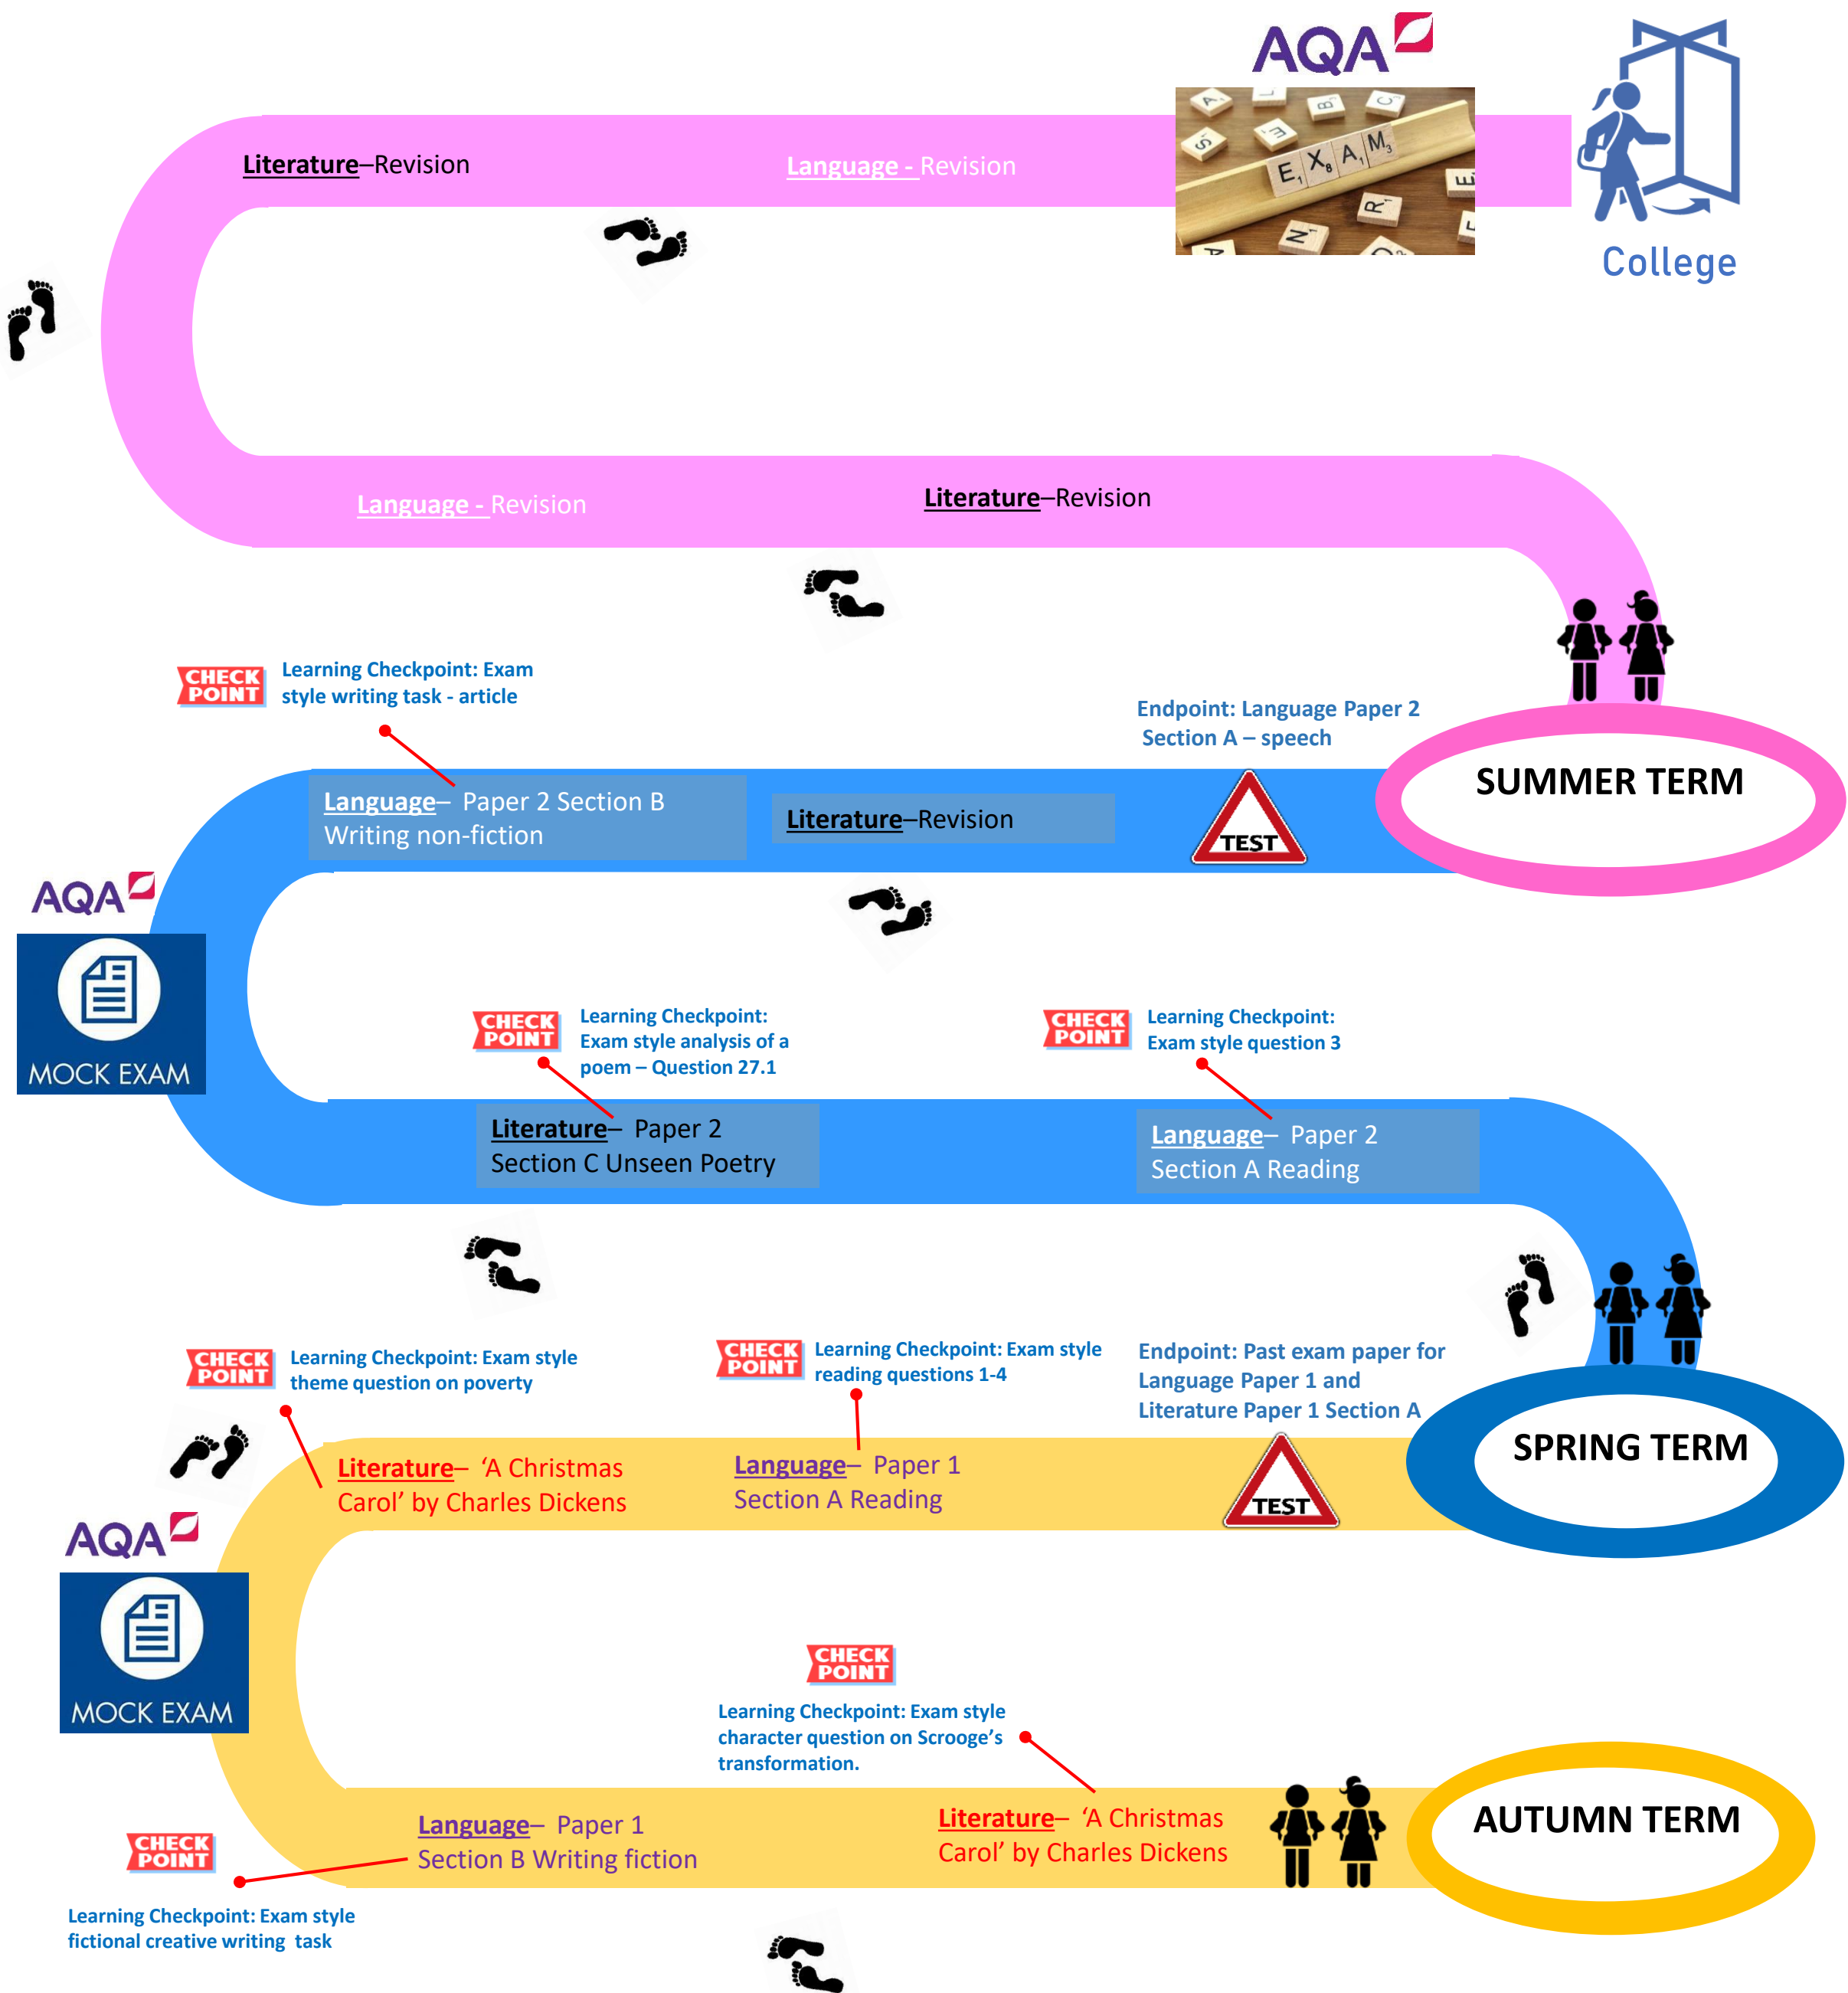 AQA
E X A M
College
Literature–Revision
Language - Revision
Language - Revision
Literature–Revision
CHECK
POINT
Learning Checkpoint: Exam
style writing task - article
Endpoint: Language Paper 2
Section A – speech
Language– Paper 2 Section B
Writing non-fiction
Literature–Revision
TEST
SUMMER TERM
AQA
MOCK EXAM
CHECK
POINT
Learning Checkpoint:
Exam style analysis of a
poem – Question 27.1
CHECK
POINT
Learning Checkpoint:
Exam style question 3
Literature– Paper 2
Section C Unseen Poetry
Language– Paper 2
Section A Reading
CHECK
POINT
Learning Checkpoint: Exam style
theme question on poverty
CHECK
POINT
Learning Checkpoint: Exam style
reading questions 1-4
Endpoint: Past exam paper for
Language Paper 1 and
Literature Paper 1 Section A
Literature– ‘A Christmas
Carol’ by Charles Dickens
Language– Paper 1
Section A Reading
TEST
SPRING TERM
AQA
MOCK EXAM
CHECK
POINT
Learning Checkpoint: Exam style
character question on Scrooge’s
transformation.
Language– Paper 1
Section B Writing fiction
Literature– ‘A Christmas
Carol’ by Charles Dickens
AUTUMN TERM
CHECK
POINT
Learning Checkpoint: Exam style
fictional creative writing task